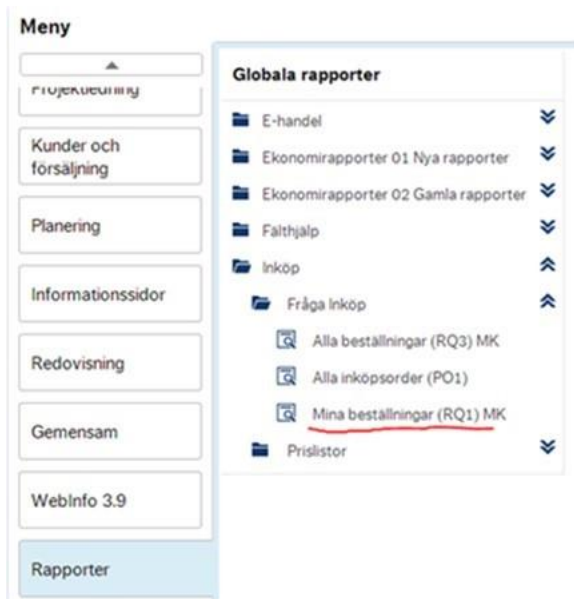 Meny
Projektledning
Kunder och
försäljning
Planering
Informationssidor
Redovisning
Gemensam
WebInfo 3.9
Rapporter
Globala rapporter
E-handel
Ekonomirapporter 01 Nya rapporter
Ekonomirapporter 02 Gamla rapporter
Fälthjälp
Inköp
Fråga Inköp
Alla beställningar (RQ3) MK
Alla inköpsorder (PO1)
Mina beställningar (RQ1) MK
Prislistor